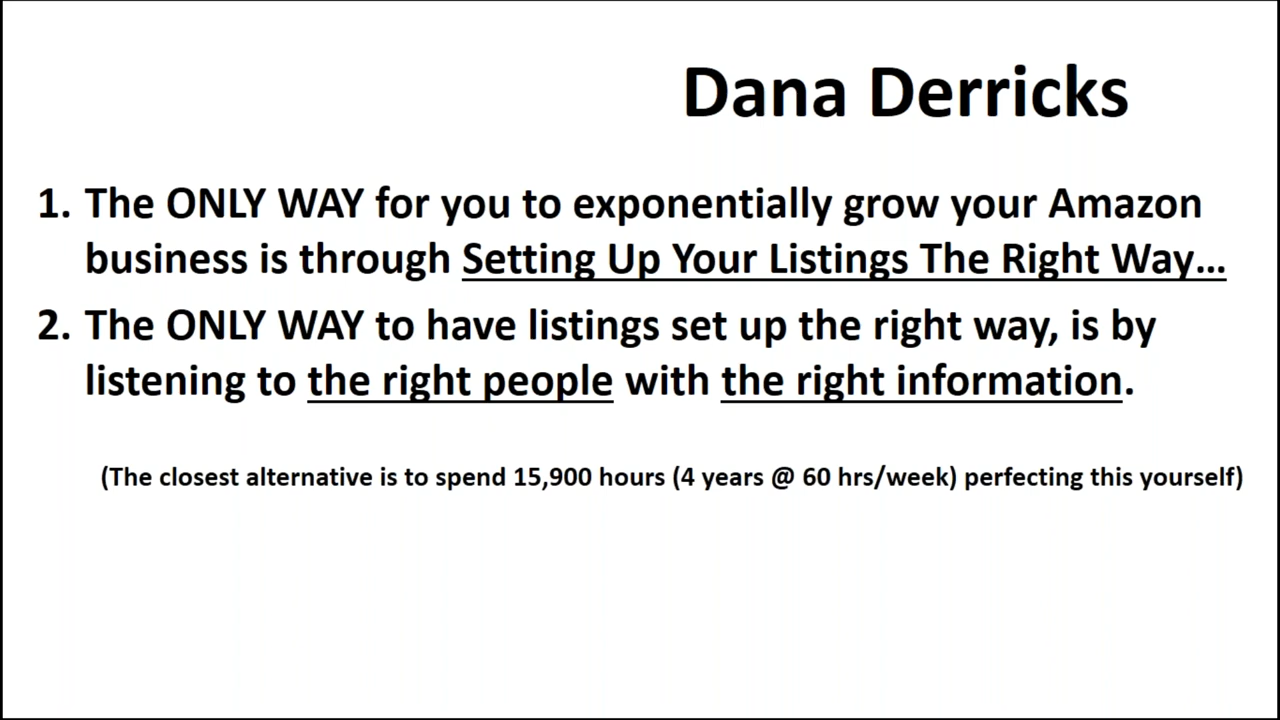 Dana Derricks
1. The ONLY WAY for you to exponentially grow your Amazon
business is through Setting Up Your Listings The Right Way...
2. The ONLY WAY to have listings set up the right way, is by
listening to the right people with the right information.
(The closest alternative is to spend 15,900 hours (4 years @ 60 hrs/week) perfecting this yourself)